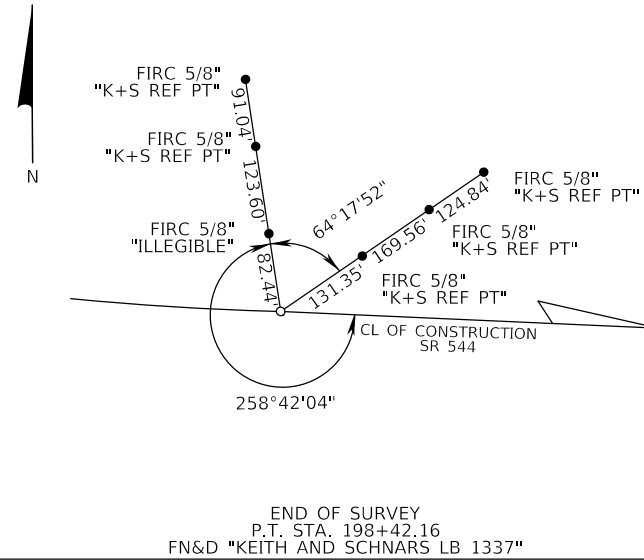 FIRC 5/8"
"K+S REF PT"
91.04'
FIRC 5/8"
"K+S REF PT"
N
123.60'
64°17'52"
124.84'
FIRC 5/8"
"K+S REF PT"
FIRC 5/8"
"ILLEGIBLE"
169.56'
FIRC 5/8"
"K+S REF PT"
82.44'
131.35'
FIRC 5/8"
"K+S REF PT"
CL OF CONSTRUCTION
SR 544
258°42'04"
END OF SURVEY
P.T. STA. 198+42.16
FN&D "KEITH AND SCHNARS LB 1337"